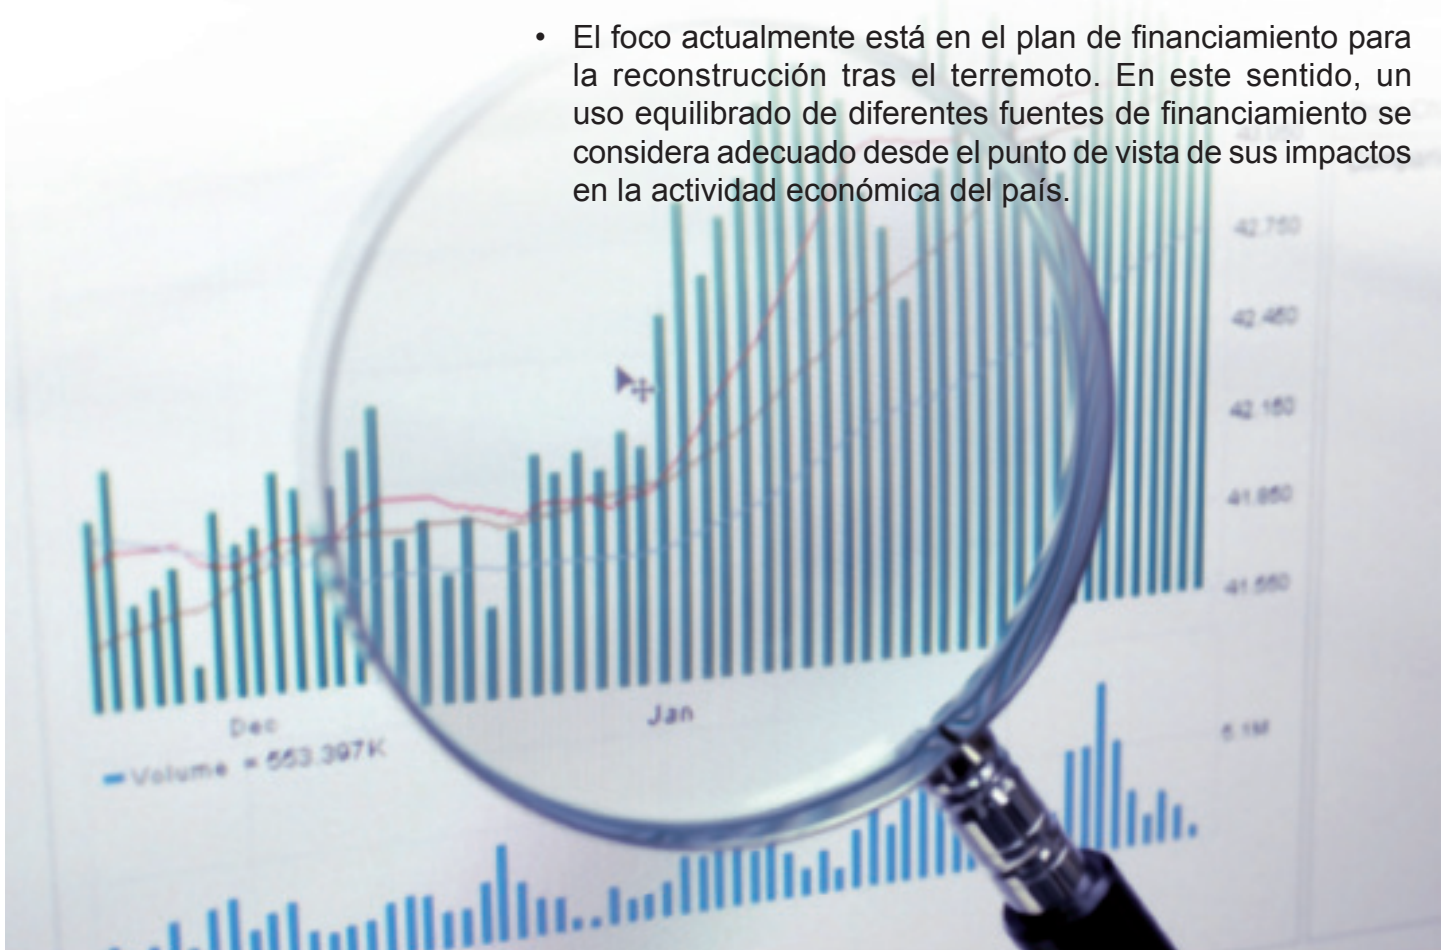 • El foco actualmente está en el plan de financiamiento para
la reconstrucción tras el terremoto. En este sentido, un
uso equilibrado de diferentes fuentes de financiamiento se
considera adecuado desde el punto de vista de sus impactos
en la actividad económica del país.
42.750
42.450
42.150
41.850
41.550
Dec
Jan
Volume = 553.397K
5.1M